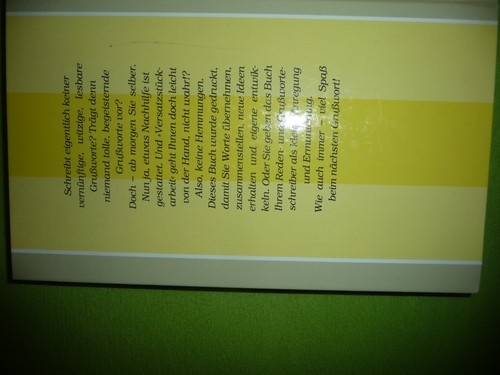 Schreibt eigentlich keiner
vernünftige, witzige, lesbare
Grußworte? Trägt denn
niemand tolle, begeisternde
Grußworte vor?
Doch – ab morgen Sie selber.
Nun ja, etwas Nachhilfe ist
gestattet. Und ›Versatzstück-
arbeit‹ geht Ihnen doch leicht
von der Hand, nicht wahr!?
Also, keine Hemmungen.
Dieses Buch wurde gedruckt,
damit Sie Worte übernehmen,
zusammenstellen, neue Ideen
erhalten und eigene entwik-
keln. Oder Sie geben das Buch
Ihrem Reden- und Grußworte-
schreiber als Idee, Anregung
und Ermunterung.
Wie auch immer – viel Spaß
beim nächsten Grußwort!